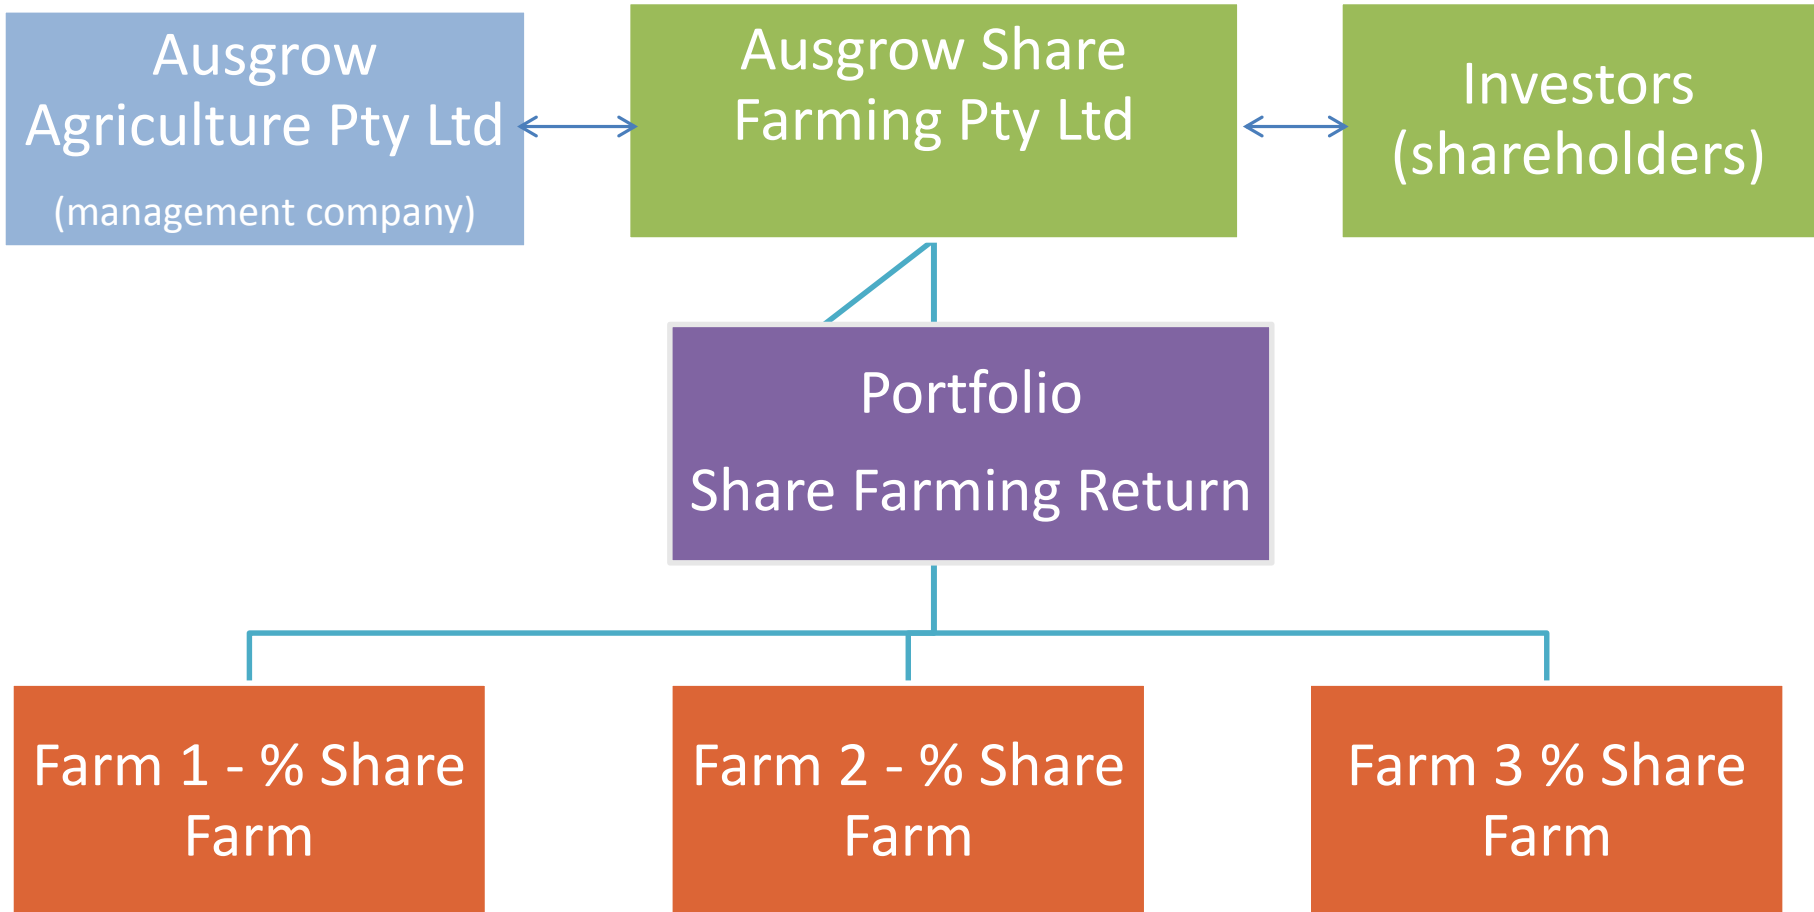 Ausgrow
Agriculture Pty Ltd
(management company)
Ausgrow Share
Farming Pty Ltd
Investors
(shareholders)
Portfolio
Share Farming Return
Farm 1 - % Share
Farm
Farm 2 - % Share
Farm
Farm 3 % Share
Farm